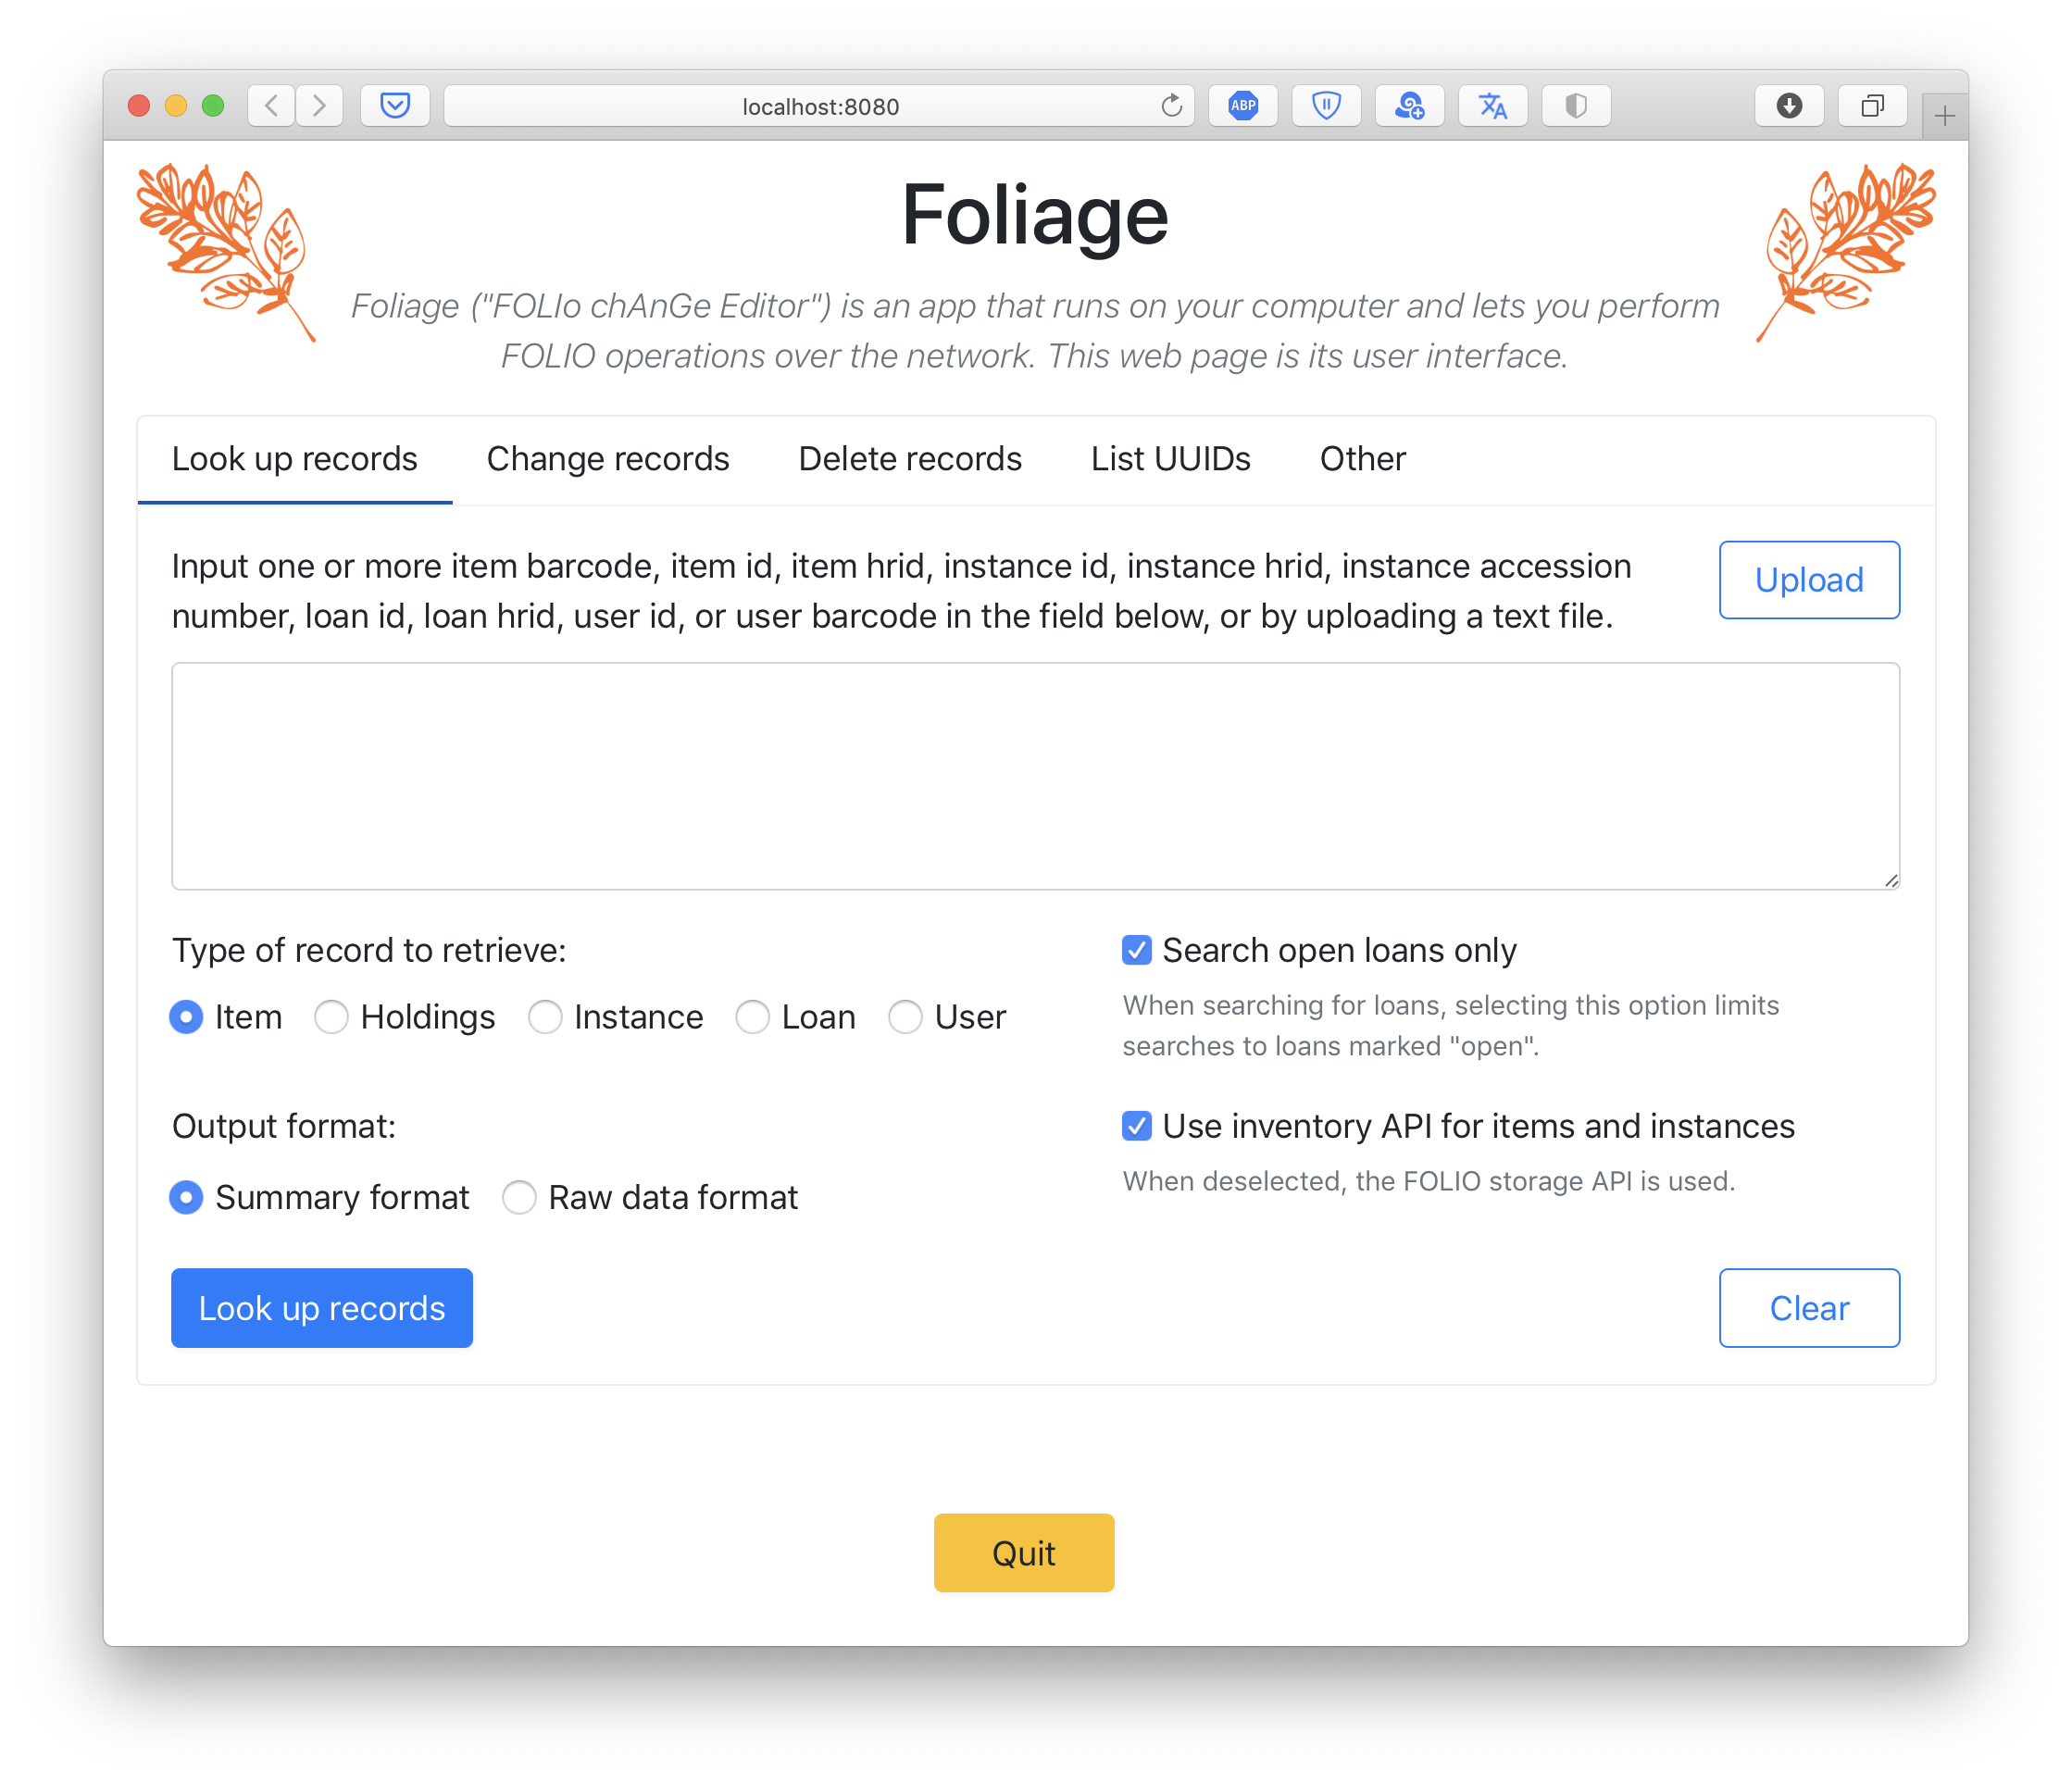 localhost:8080
ABP
Foliage
Foliage ("FOLIo chAnGe Editor") is an app that runs on your computer and lets you perform
FOLIO operations over the network. This web page is its user interface.
Look up records Change records Delete records List UUIDs Other
Input one or more item barcode, item id, item hrid, instance id, instance hrid, instance accession
number, loan id, loan hrid, user id, or user barcode in the field below, or by uploading a text file.
Upload
Type of record to retrieve:
Item Holdings Instance Loan User
Search open loans only
When searching for loans, selecting this option limits
searches to loans marked "open".
Output format:
Summary format Raw data format
Use inventory API for items and instances
When deselected, the FOLIO storage API is used.
Look up records
Clear
Quit